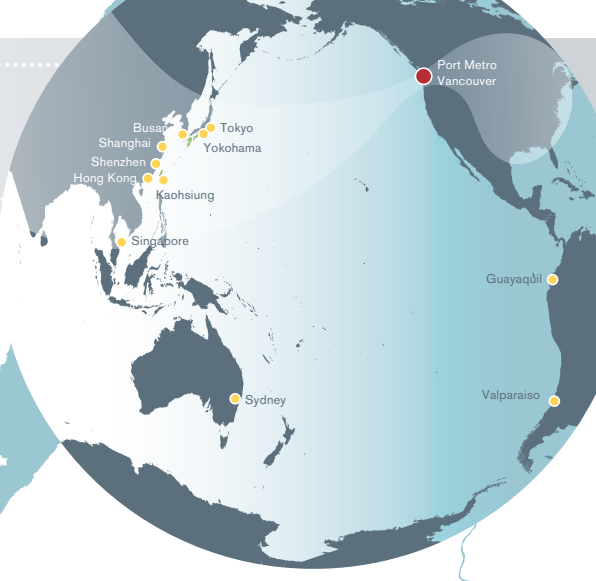 Port Metro
Vancouver
Busan
Tokyo
Shanghai
Yokohama
Shenzhen
Hong Kong
Kaohsiung
Singapore
Guayaquil
Valparaiso
Sydney